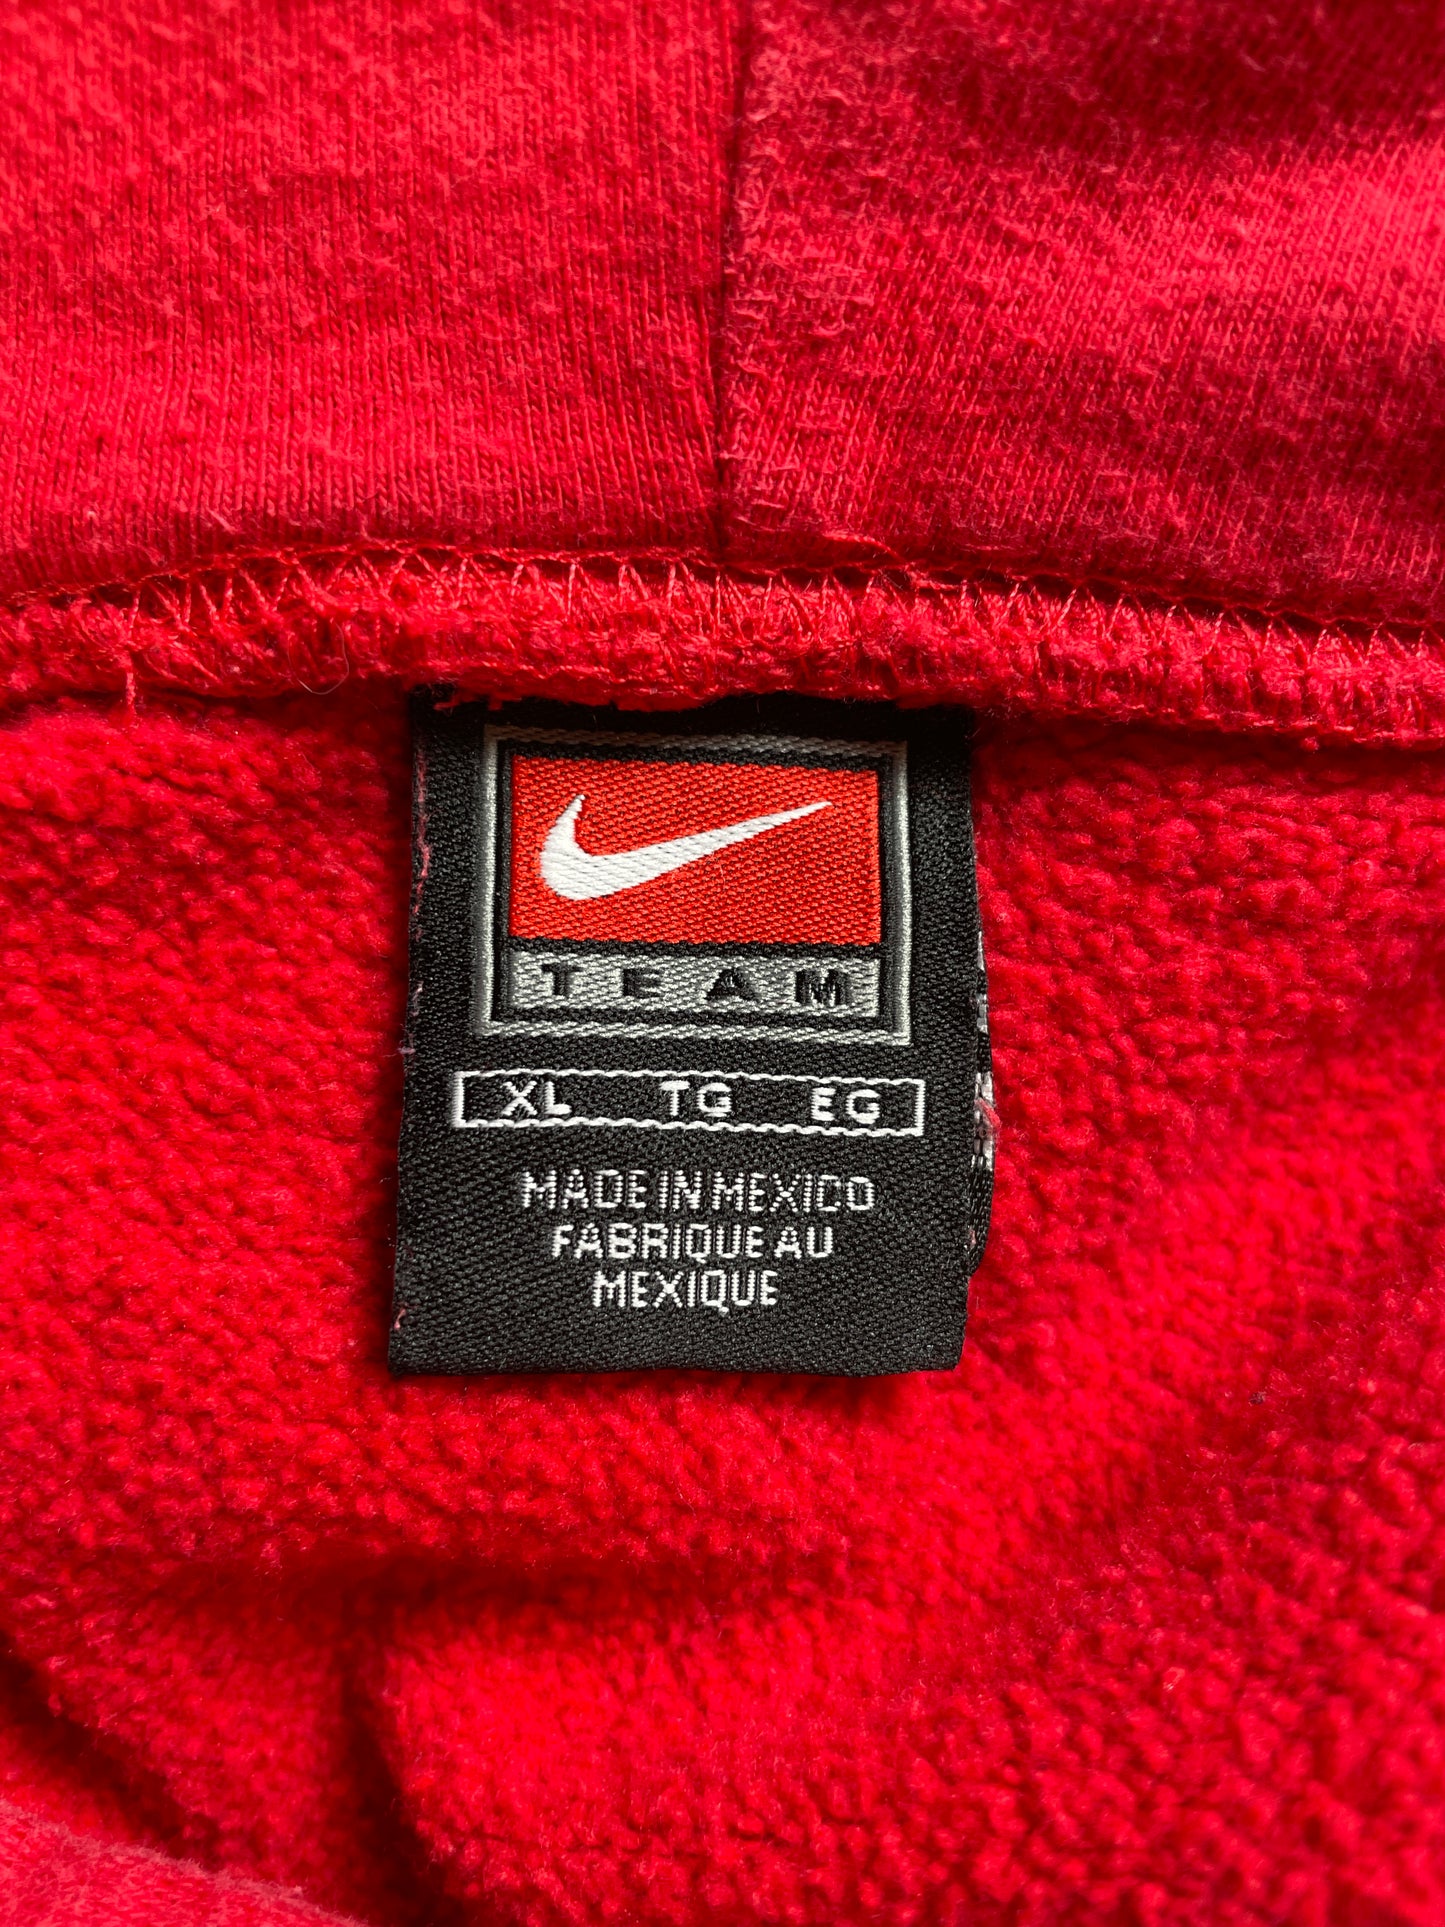 TEAM
XL TG EG
MADE IN MEXICO
FABRIQUE AU
MEXIQUE